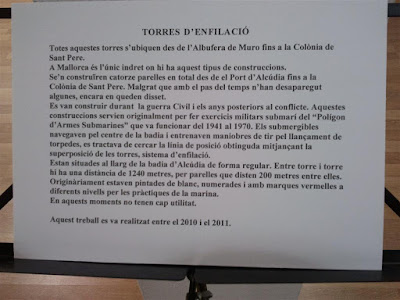 TORRES D'ENFILACIÓ
Totes aquestes torres s'ubiquen des de l'Albufera de Muro fins a la Colònia de
Sant Pere.
A Mallorca és l'únic indret on hi ha aquest tipus de construccions.
Se'n construïren catorze parelles en total des de el Port d'Alcúdia fins a la
Colònia de Sant Pere. Malgrat que amb el pas del temps n'han desaparegut
algunes, encara en queden disset.
Es van construir durant la guerra Civil i els anys posteriors al conflicte. Aquestes
construccions servien originalment per fer exercicis militars submarí del "Polígon
d'Armes Submarines" que va funcionar del 1941 al 1970. Els submergibles
navegaven pel centre de la badia i entrenaven maniobres de tir pel llançament de
torpedes, es tractava de cercar la línia de posició obtinguda mitjançant la
superposició de les torres, sistema d'enfilació.
Estan situades al llarg de la badia d'Alcúdia de forma regular. Entre torre i torre
hi ha una distància de 1240 metres, per parelles que disten 200 metres entre elles.
Originàriament estaven pintades de blanc, numerades i amb marques vermelles a
diferents nivells per les pràctiques de la marina.
En aquests moments no tenen cap utilitat.
Aquest treball es va realitzat entre el 2010 i el 2011.